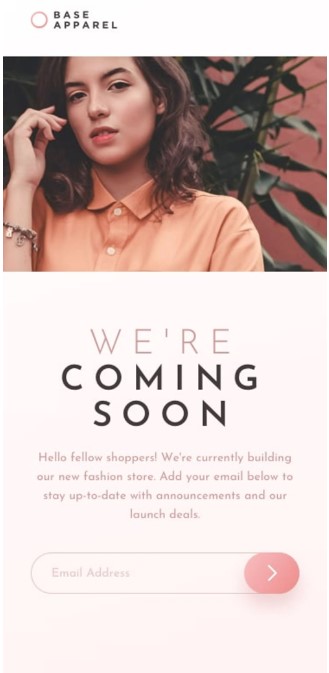 BASE
APPAREL
WE'RE
COMING
SOON
Hello fellow shoppers! We're currently building
our new fashion store. Add your email below to
stay up-to-date with announcements and our
launch deals.
Email Address